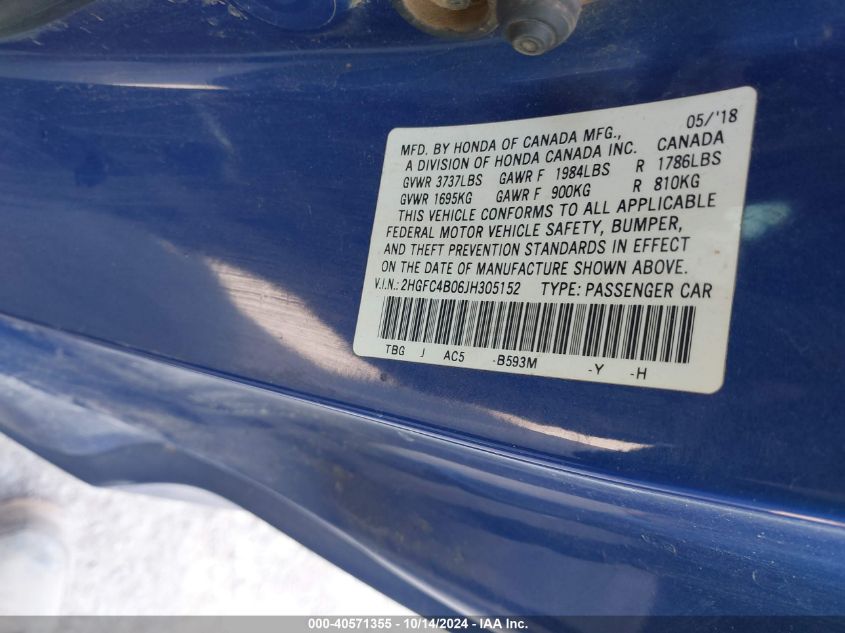 05/'18
MFD. BY HONDA OF CANADA MFG., CANADA
A DIVISION OF HONDA CANADA INC.
GVWR 3737LBS GAWR F 1984LBS R 1786LBS
GVWR 1695KG GAWR F 900KG R 810KG
THIS VEHICLE CONFORMS TO ALL APPLICABLE
FEDERAL MOTOR VEHICLE SAFETY, BUMPER,
AND THEFT PREVENTION STANDARDS IN EFFECT
ON THE DATE OF MANUFACTURE SHOWN ABOVE.
V.I.N.: 2HGFC4B06JH305152 TYPE: PASSENGER CAR
TBG J AC5 -B593M -Y -H
000-40571355 - 10/14/2024 - IAA Inc.